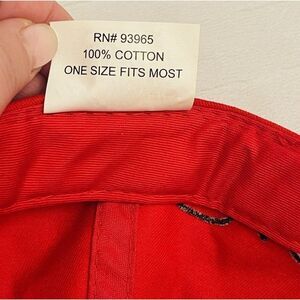 RN# 93965
100% COTTON
ONE SIZE FITS MOST